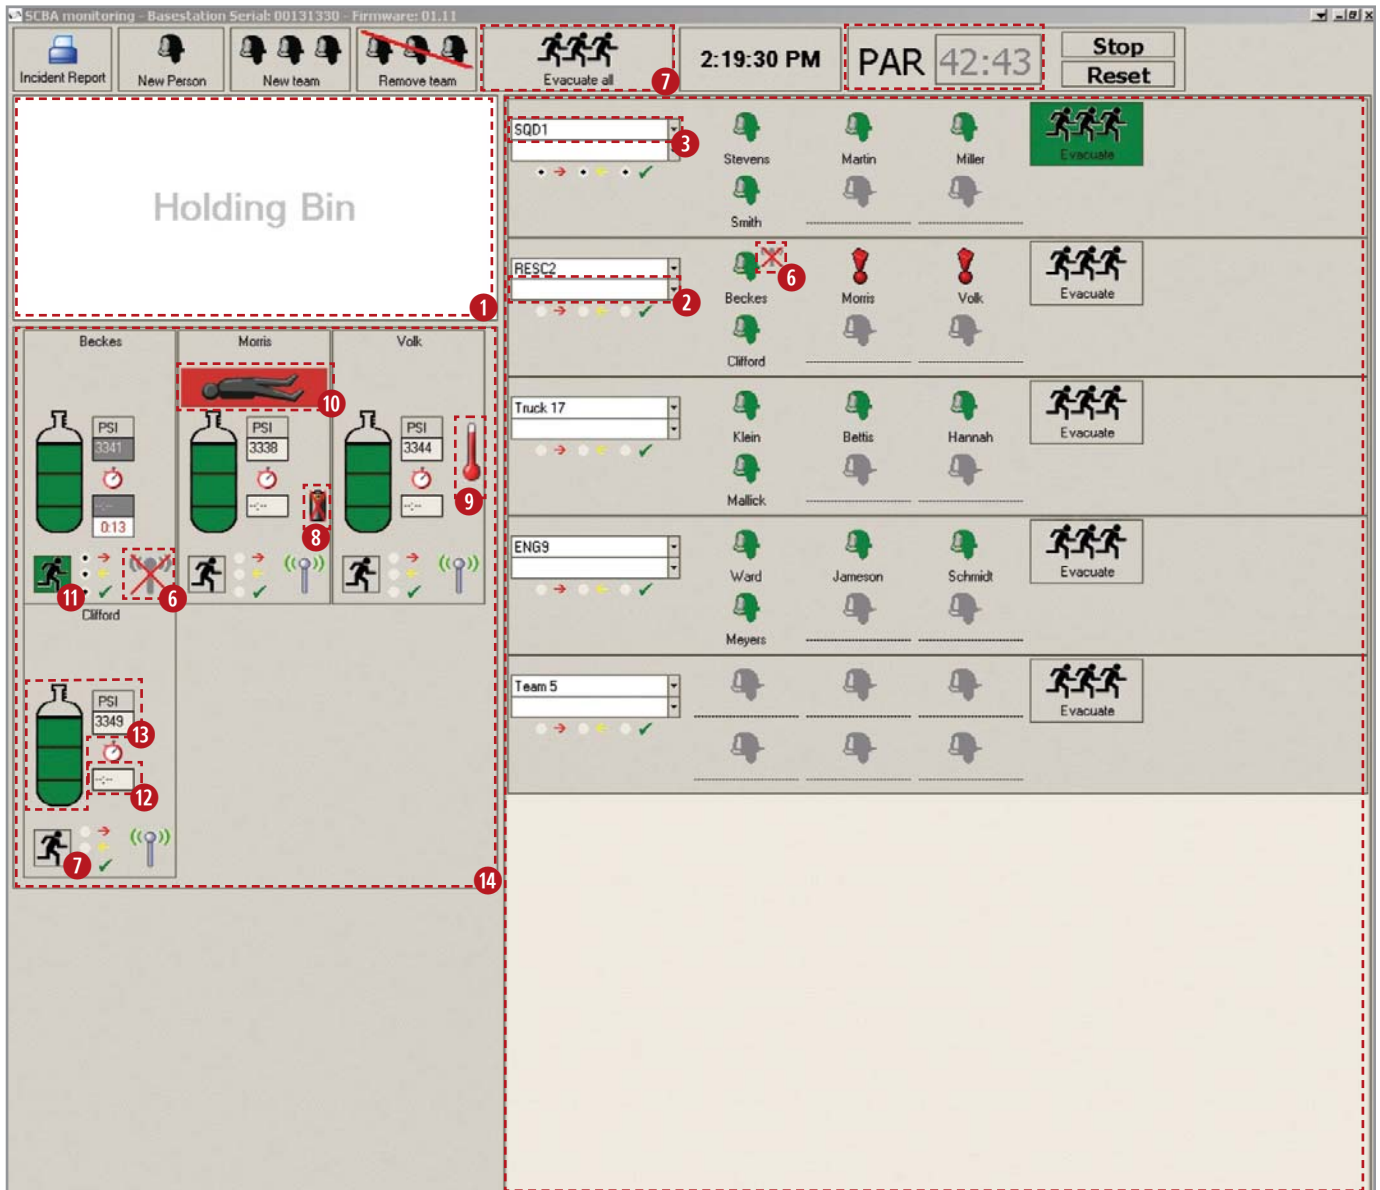 SCBA monitoring - Basestation Serial: 00131330 - Firmware: 01.11
Incident Report
New Person
New team
Remove team
Evacuate all
7
2:19:30 PM
PAR 42:43
Stop
Reset
Holding Bin
1
SQD1
3
Stevens Martin Miller
Evacuate
Smith
RESC2
2
6
Beckes Morris Volk
Evacuate
Clifford
Truck 17
Klein Bettis Hannah
Evacuate
Mallick
ENG9
Ward Jameson Schmidt
Evacuate
Meyers
Team 5
Evacuate
Beckes Morris Volk
10
PSI
3341
--:--
0:13
11
6
PSI
3338
--:--
8
PSI
3344
--:--
9
Clifford
PSI
3349
13
--:--
12
7
14